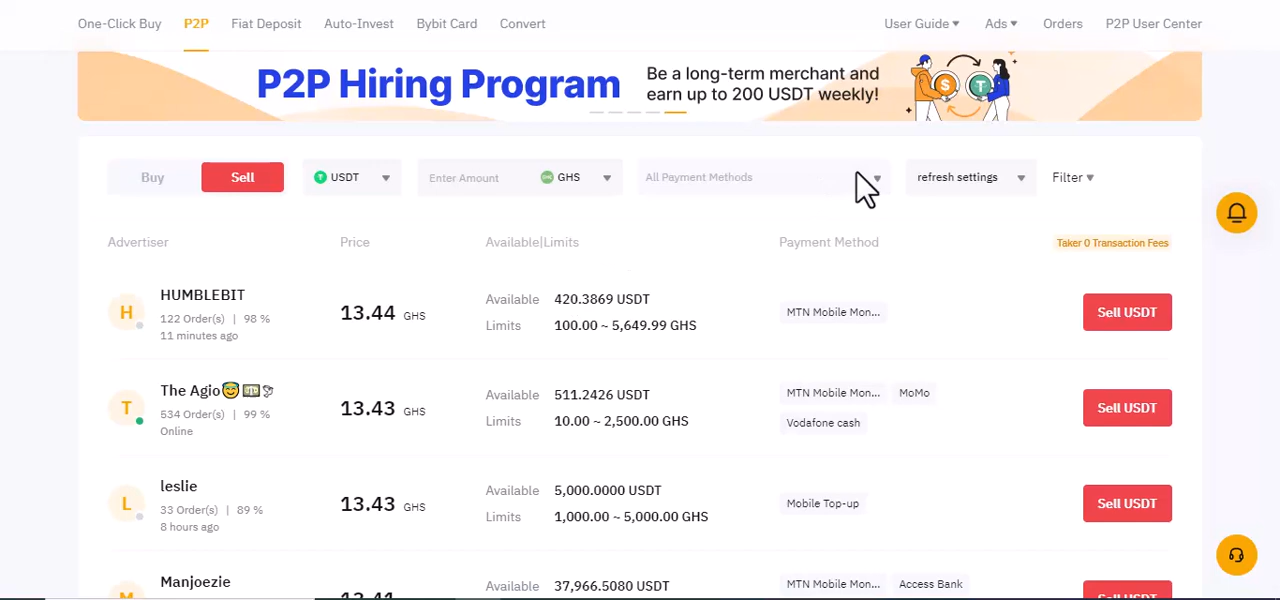 One-Click Buy P2P Fiat Deposit Auto-Invest Bybit Card Convert User Guide Ads Orders P2P User Center
P2P Hiring Program
Be a long-term merchant and
earn up to 200 USDT weekly!
Buy Sell USDT Enter Amount GHS All Payment Methods refresh settings Filter
Advertiser Price Available|Limits Payment Method Taker 0 Transaction Fees
H
HUMBLEBIT
122 Order(s) | 98 %
11 minutes ago
13.44 GHS
Available 420.3869 USDT
Limits 100.00 ~ 5,649.99 GHS
MTN Mobile Mon...
Sell USDT
T
The Agio😇💵🕊
534 Order(s) | 99 %
Online
13.43 GHS
Available 511.2426 USDT
Limits 10.00 ~ 2,500.00 GHS
MTN Mobile Mon... MoMo
Vodafone cash
Sell USDT
L
leslie
33 Order(s) | 89 %
8 hours ago
13.43 GHS
Available 5,000.0000 USDT
Limits 1,000.00 ~ 5,000.00 GHS
Mobile Top-up
Sell USDT
M
Manjoezie
13.41 GHS
Available 37,966.5080 USDT
MTN Mobile Mon... Access Bank
Sell USDT